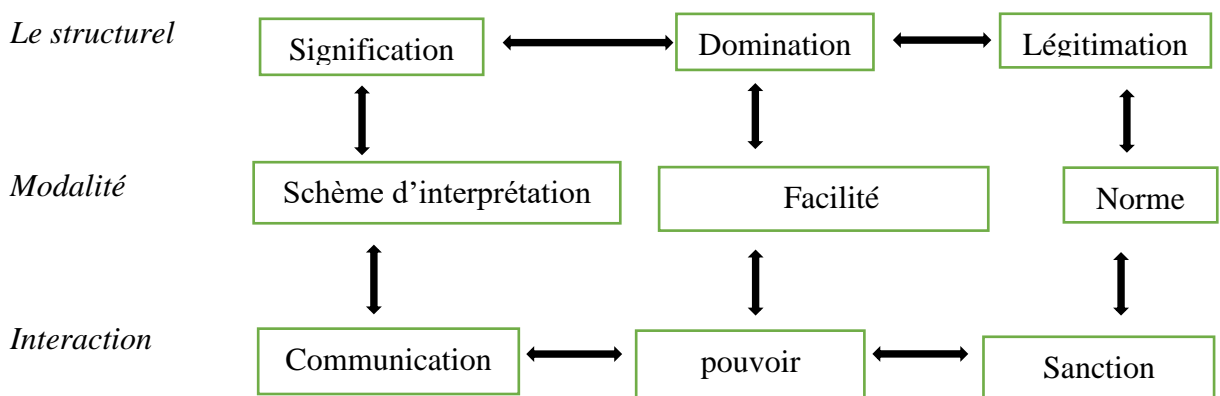 Le structurel
Signification
Domination
Légitimation
Modalité
Schème d’interprétation
Facilité
Norme
Interaction
Communication
pouvoir
Sanction